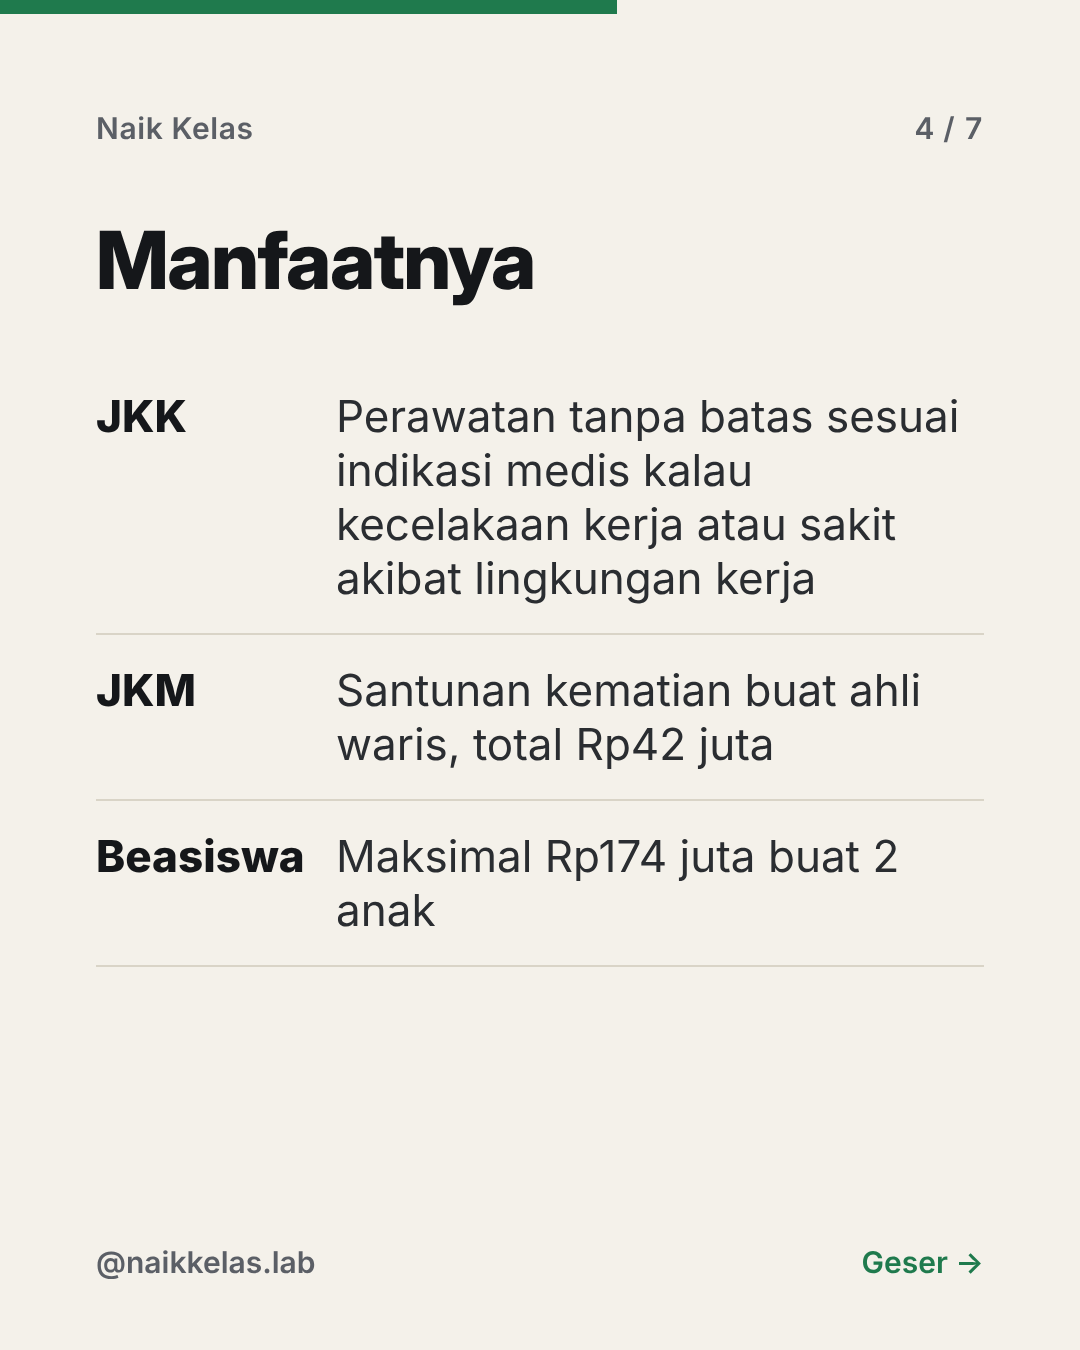 Naik Kelas
4 / 7
Manfaatnya
JKK
Perawatan tanpa batas sesuai
indikasi medis kalau
kecelakaan kerja atau sakit
akibat lingkungan kerja
JKM
Santunan kematian buat ahli
waris, total Rp42 juta
Beasiswa
Maksimal Rp174 juta buat 2
anak
@naikkelas.lab
Geser →